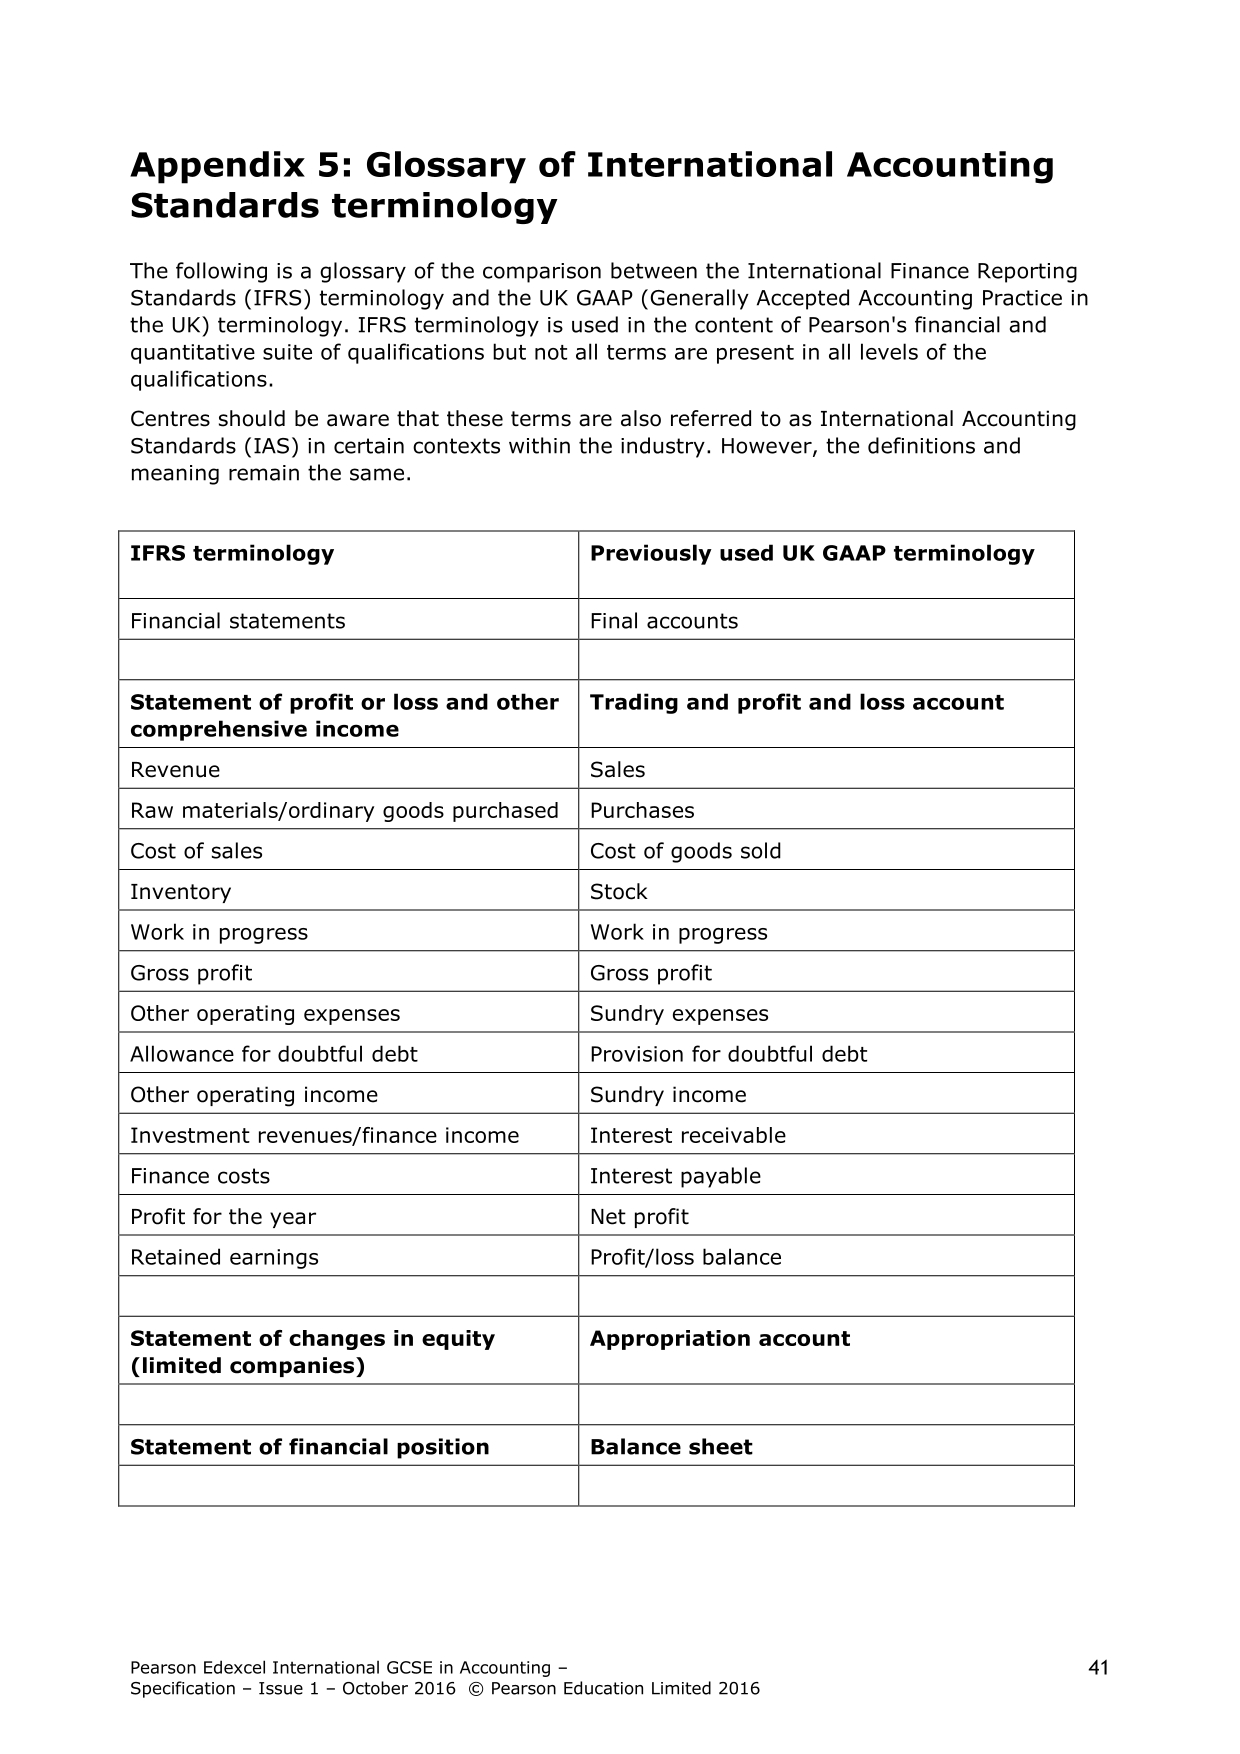 Appendix 5: Glossary of International Accounting
Standards terminology
The following is a glossary of the comparison between the International Finance Reporting
Standards (IFRS) terminology and the UK GAAP (Generally Accepted Accounting Practice in
the UK) terminology. IFRS terminology is used in the content of Pearson's financial and
quantitative suite of qualifications but not all terms are present in all levels of the
qualifications.
Centres should be aware that these terms are also referred to as International Accounting
Standards (IAS) in certain contexts within the industry. However, the definitions and
meaning remain the same.
IFRS terminology Previously used UK GAAP terminology
Financial statements Final accounts
Statement of profit or loss and other Trading and profit and loss account
comprehensive income
Revenue Sales
Raw materials/ordinary goods purchased Purchases
Cost of sales Cost of goods sold
Inventory Stock
Work in progress Work in progress
Gross profit Gross profit
Other operating expenses Sundry expenses
Allowance for doubtful debt Provision for doubtful debt
Other operating income Sundry income
Investment revenues/finance income Interest receivable
Finance costs Interest payable
Profit for the year Net profit
Retained earnings Profit/loss balance
Statement of changes in equity Appropriation account
(limited companies)
Statement of financial position Balance sheet
Pearson Edexcel International GCSE in Accounting – 41
Specification – Issue 1 – October 2016 © Pearson Education Limited 2016